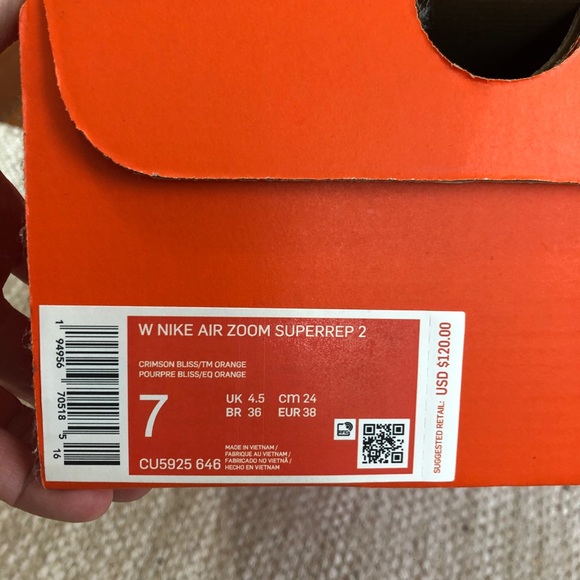 W NIKE AIR ZOOM SUPERREP 2
CRIMSON BLISS/TM ORANGE
POURPRE BLISS/EQ ORANGE
7
UK 4.5 cm 24
BR 36 EUR 38
MADE IN VIETNAM /
FABRIQUE AU VIETNAM /
FABRICADO NO VIETNÃ /
HECHO EN VIETNAM
CU5925 646
1 94956 70518 5
16
SUGGESTED RETAIL: USD $120.00